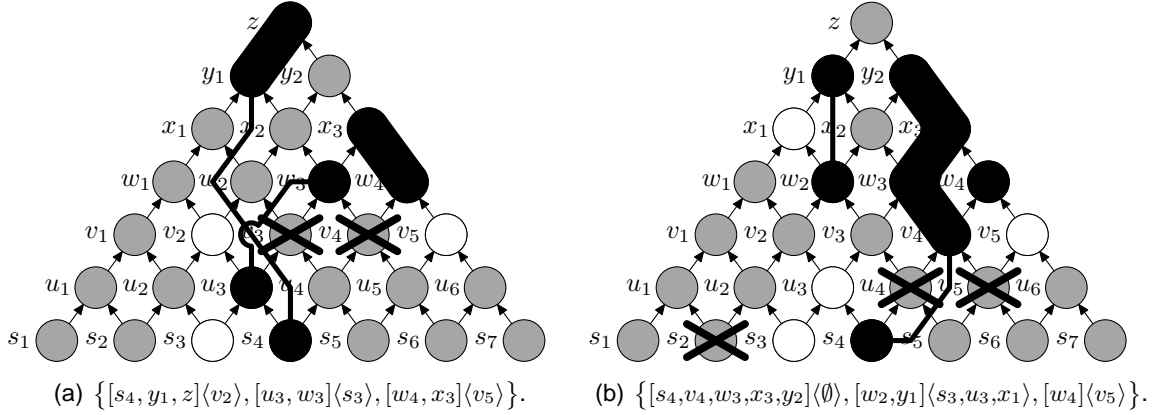 z
y₁ y₂
x₁ x₂ x₃
w₁ w₂ w₃ w₄
v₁ v₂ v₃ v₄ v₅
u₁ u₂ u₃ u₄ u₅ u₆
s₁ s₂ s₃ s₄ s₅ s₆ s₇
(a) {[s₄, y₁, z]⟨v₂⟩, [u₃, w₃]⟨s₃⟩, [w₄, x₃]⟨v₅⟩}.
z
y₁ y₂
x₁ x₂ x₃
w₁ w₂ w₃ w₄
v₁ v₂ v₃ v₄ v₅
u₁ u₂ u₃ u₄ u₅ u₆
s₁ s₂ s₃ s₄ s₅ s₆ s₇
(b) {[s₄,v₄,w₃,x₃,y₂]⟨∅⟩, [w₂,y₁]⟨s₃,u₃,x₁⟩, [w₄]⟨v₅⟩}.